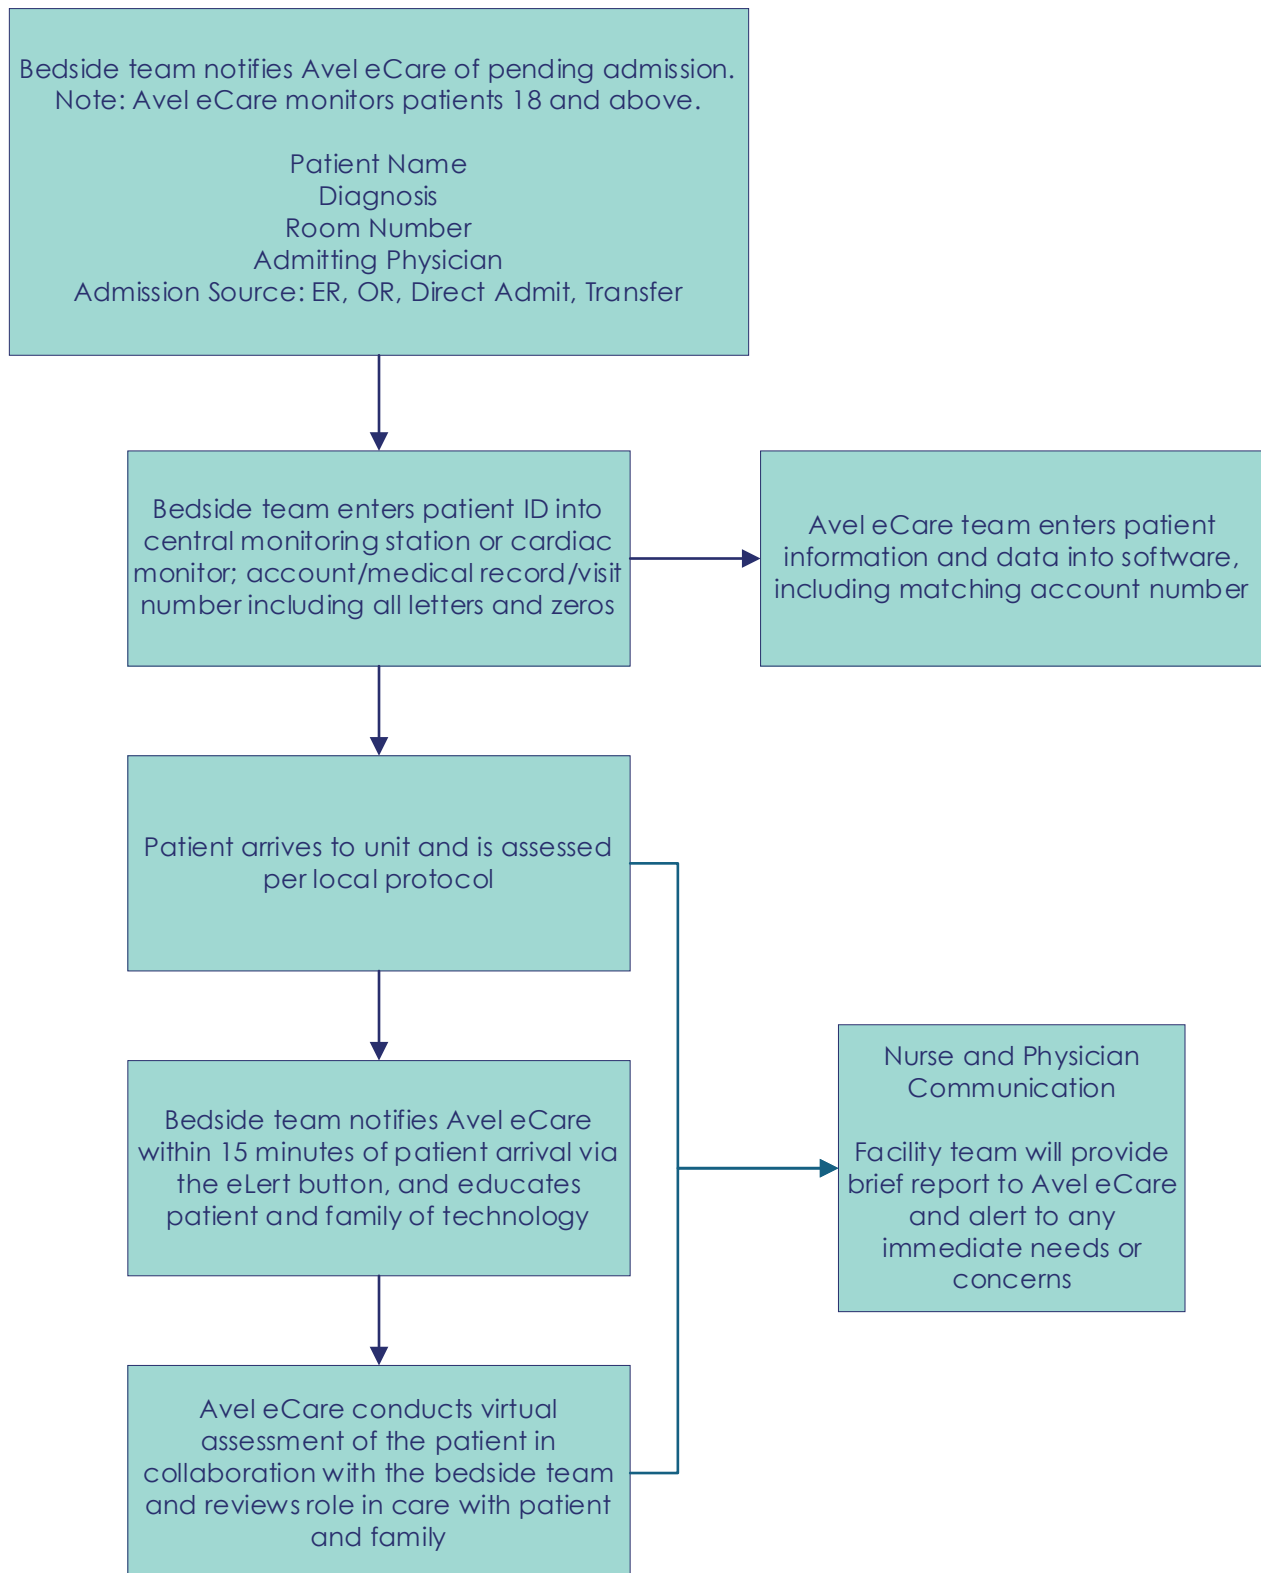 Bedside team notifies Avel eCare of pending admission.
Note: Avel eCare monitors patients 18 and above.
Patient Name
Diagnosis
Room Number
Admitting Physician
Admission Source: ER, OR, Direct Admit, Transfer
Bedside team enters patient ID into
central monitoring station or cardiac
monitor; account/medical record/visit
number including all letters and zeros
Avel eCare team enters patient
information and data into software,
including matching account number
Patient arrives to unit and is assessed
per local protocol
Bedside team notifies Avel eCare
within 15 minutes of patient arrival via
the eLert button, and educates
patient and family of technology
Nurse and Physician
Communication
Facility team will provide
brief report to Avel eCare
and alert to any
immediate needs or
concerns
Avel eCare conducts virtual
assessment of the patient in
collaboration with the bedside team
and reviews role in care with patient
and family